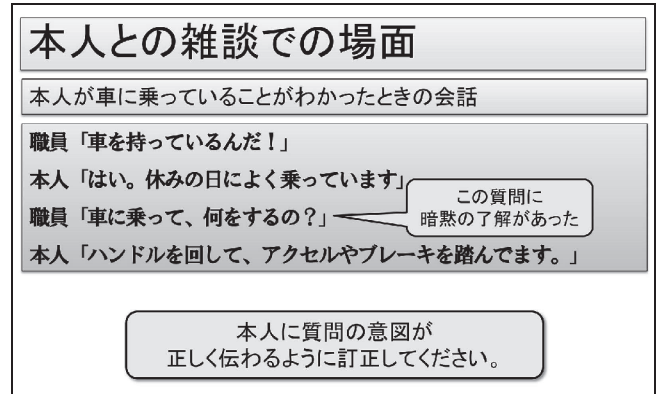 本人との雑談での場面
本人が車に乗っていることがわかったときの会話
職員「車を持っているんだ！」
本人「はい。休みの日によく乗っています」
職員「車に乗って、何をするの？」
この質問に
暗黙の了解があった
本人「ハンドルを回して、アクセルやブレーキを踏んでます。」
本人に質問の意図が
正しく伝わるように訂正してください。